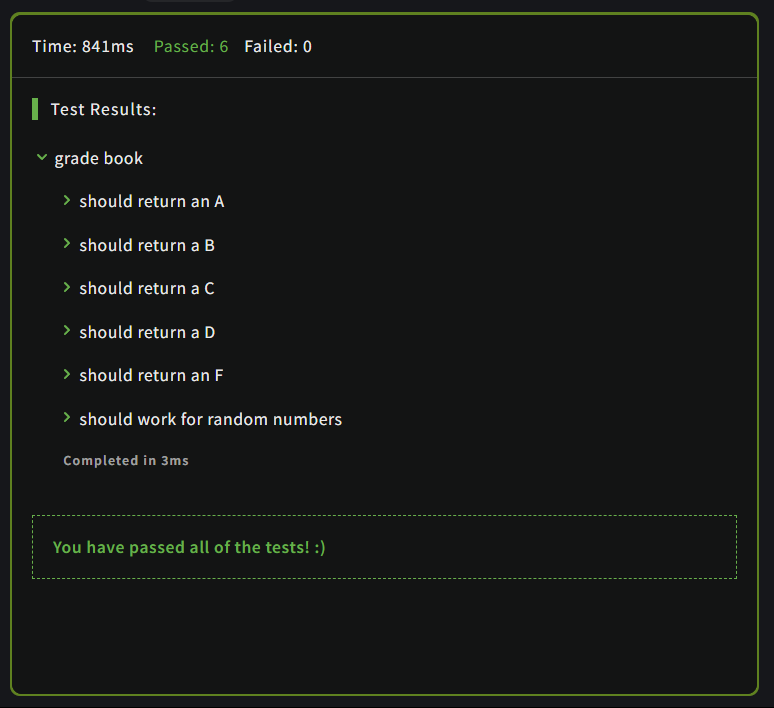 Time: 841ms Passed: 6 Failed: 0
Test Results:
grade book
should return an A
should return a B
should return a C
should return a D
should return an F
should work for random numbers
Completed in 3ms
You have passed all of the tests! :)